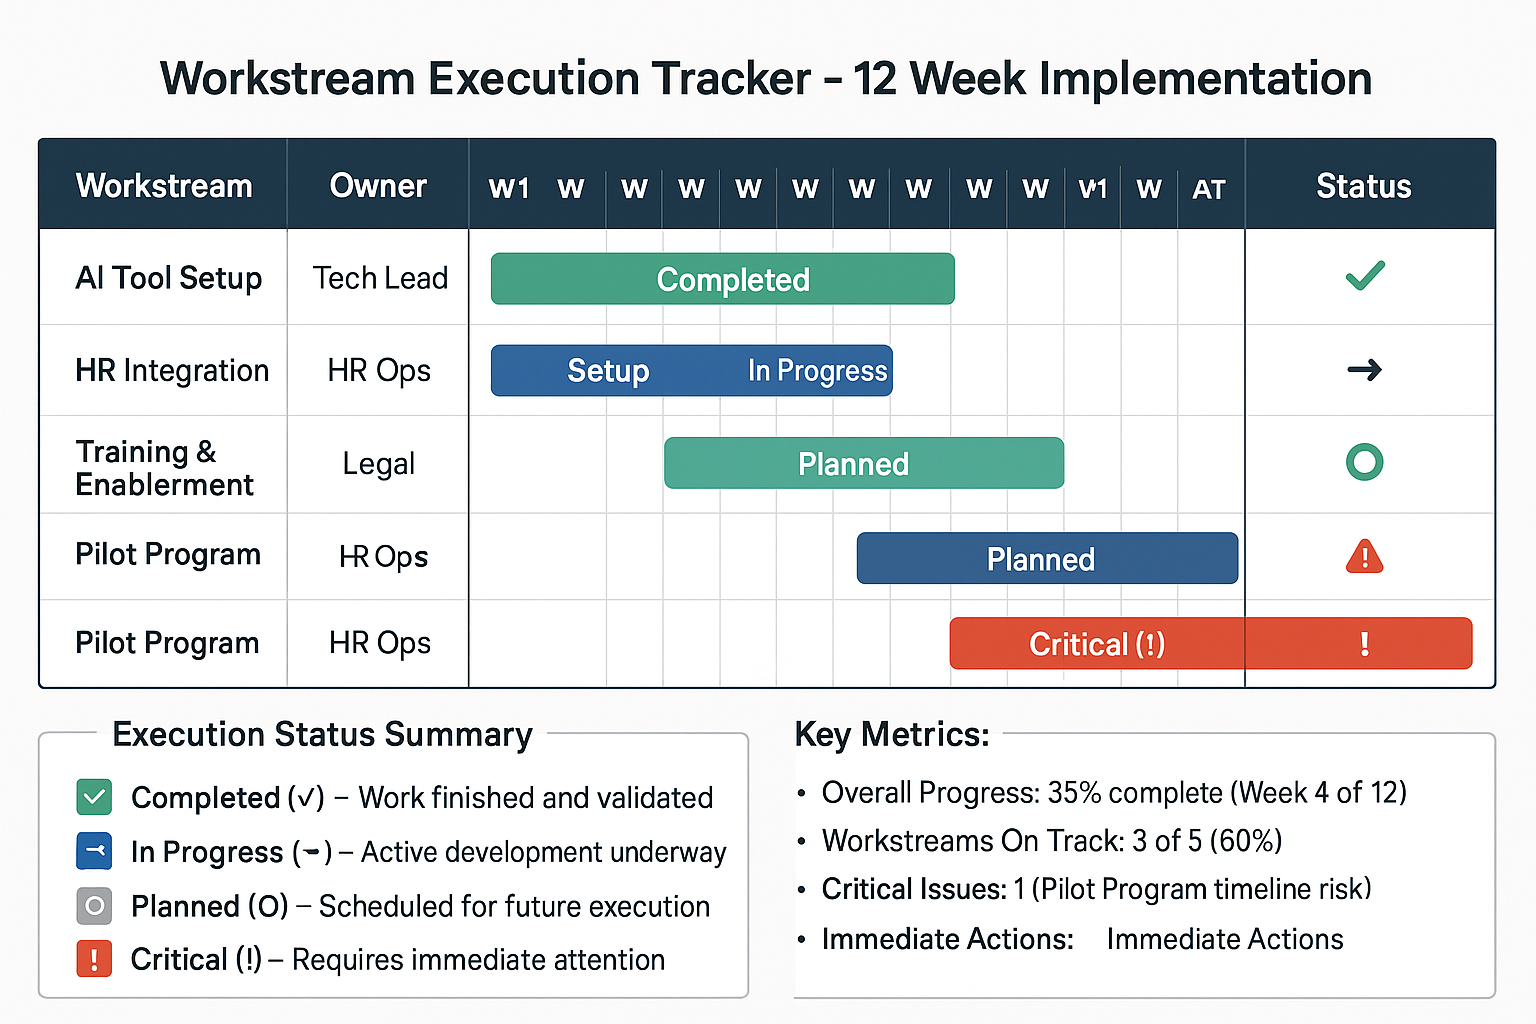 Workstream Execution Tracker - 12 Week Implementation
Workstream Owner W1 W W W W W W W W W V1 W AT Status
AI Tool Setup Tech Lead Completed ✓
HR Integration HR Ops Setup In Progress →
Training &
Enablerment Legal Planned
Pilot Program HR Ops Planned !
Pilot Program HR Ops Critical (!) !
Execution Status Summary
Completed (✓) – Work finished and validated
In Progress (→) – Active development underway
Planned (O) – Scheduled for future execution
Critical (!) – Requires immediate attention
Key Metrics:
• Overall Progress: 35% complete (Week 4 of 12)
• Workstreams On Track: 3 of 5 (60%)
• Critical Issues: 1 (Pilot Program timeline risk)
• Immediate Actions: Immediate Actions